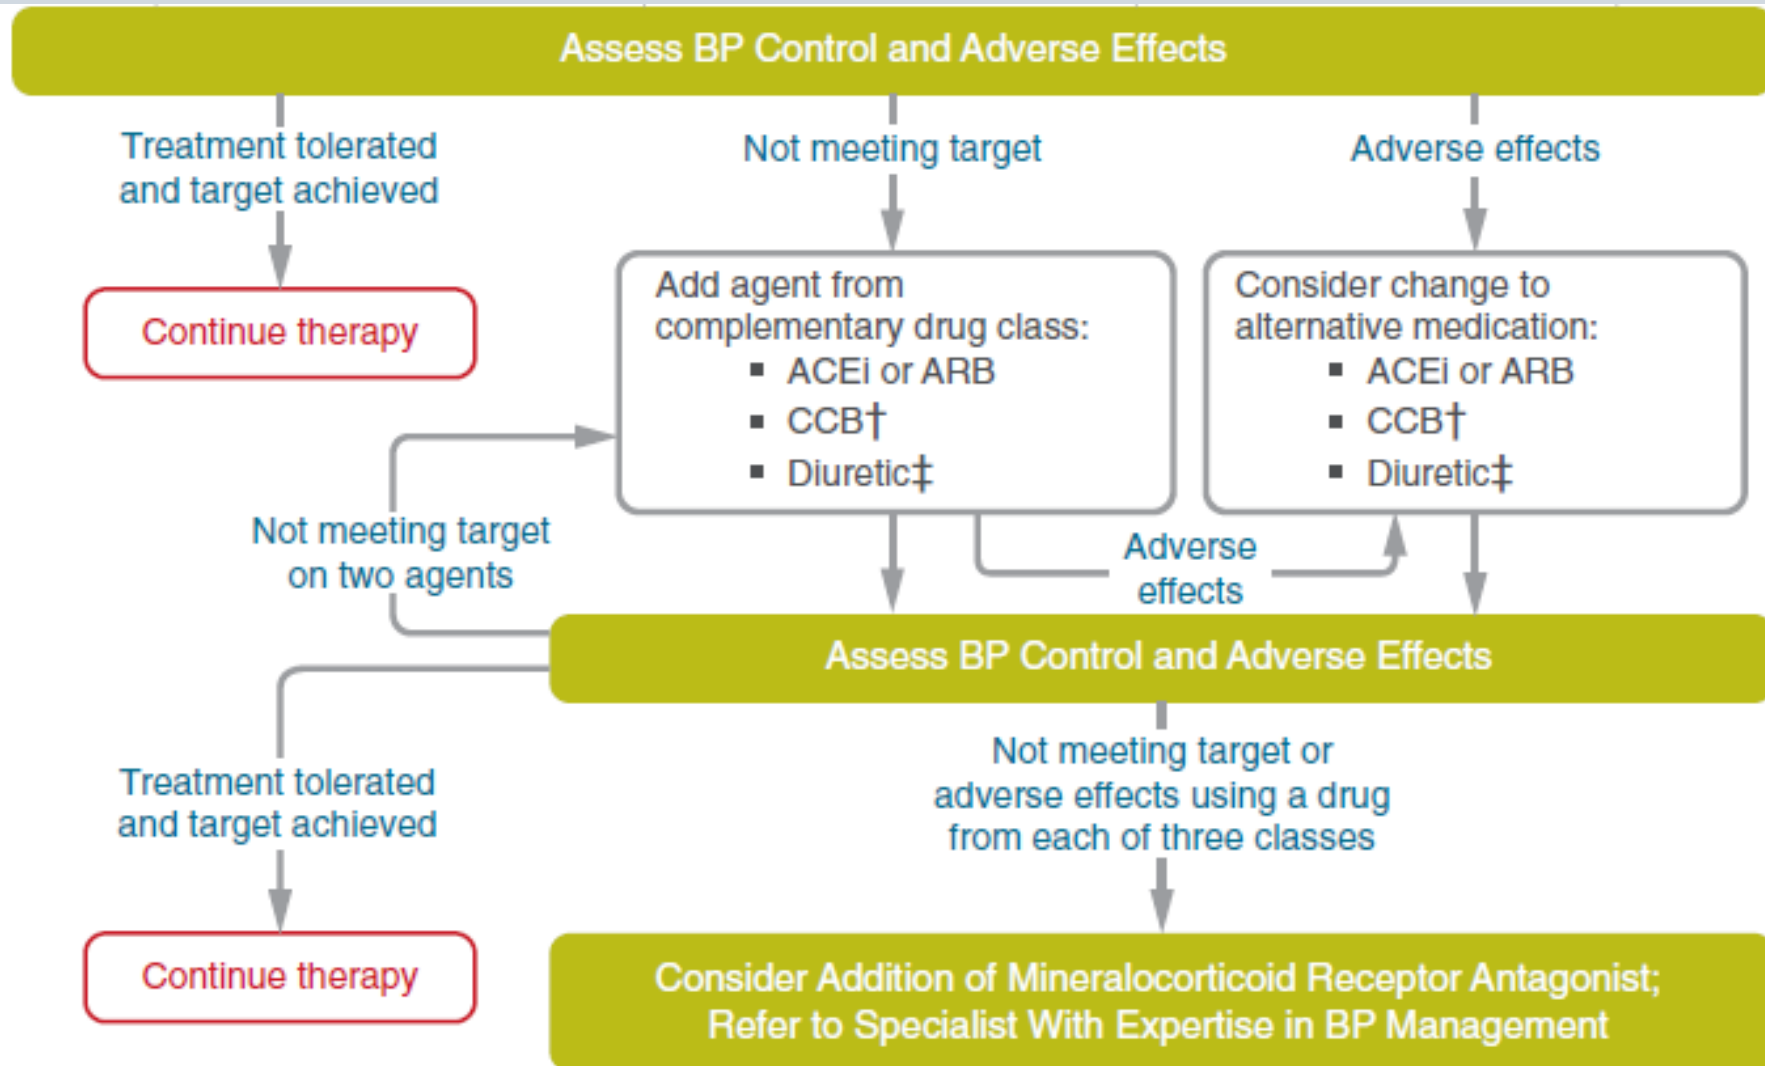 Assess BP Control and Adverse Effects
Treatment tolerated
and target achieved
Not meeting target
Adverse effects
Continue therapy
Add agent from
complementary drug class:
▪ ACEi or ARB
▪ CCB†
▪ Diuretic‡
Consider change to
alternative medication:
▪ ACEi or ARB
▪ CCB†
▪ Diuretic‡
Not meeting target
on two agents
Adverse
effects
Assess BP Control and Adverse Effects
Treatment tolerated
and target achieved
Not meeting target or
adverse effects using a drug
from each of three classes
Continue therapy
Consider Addition of Mineralocorticoid Receptor Antagonist;
Refer to Specialist With Expertise in BP Management